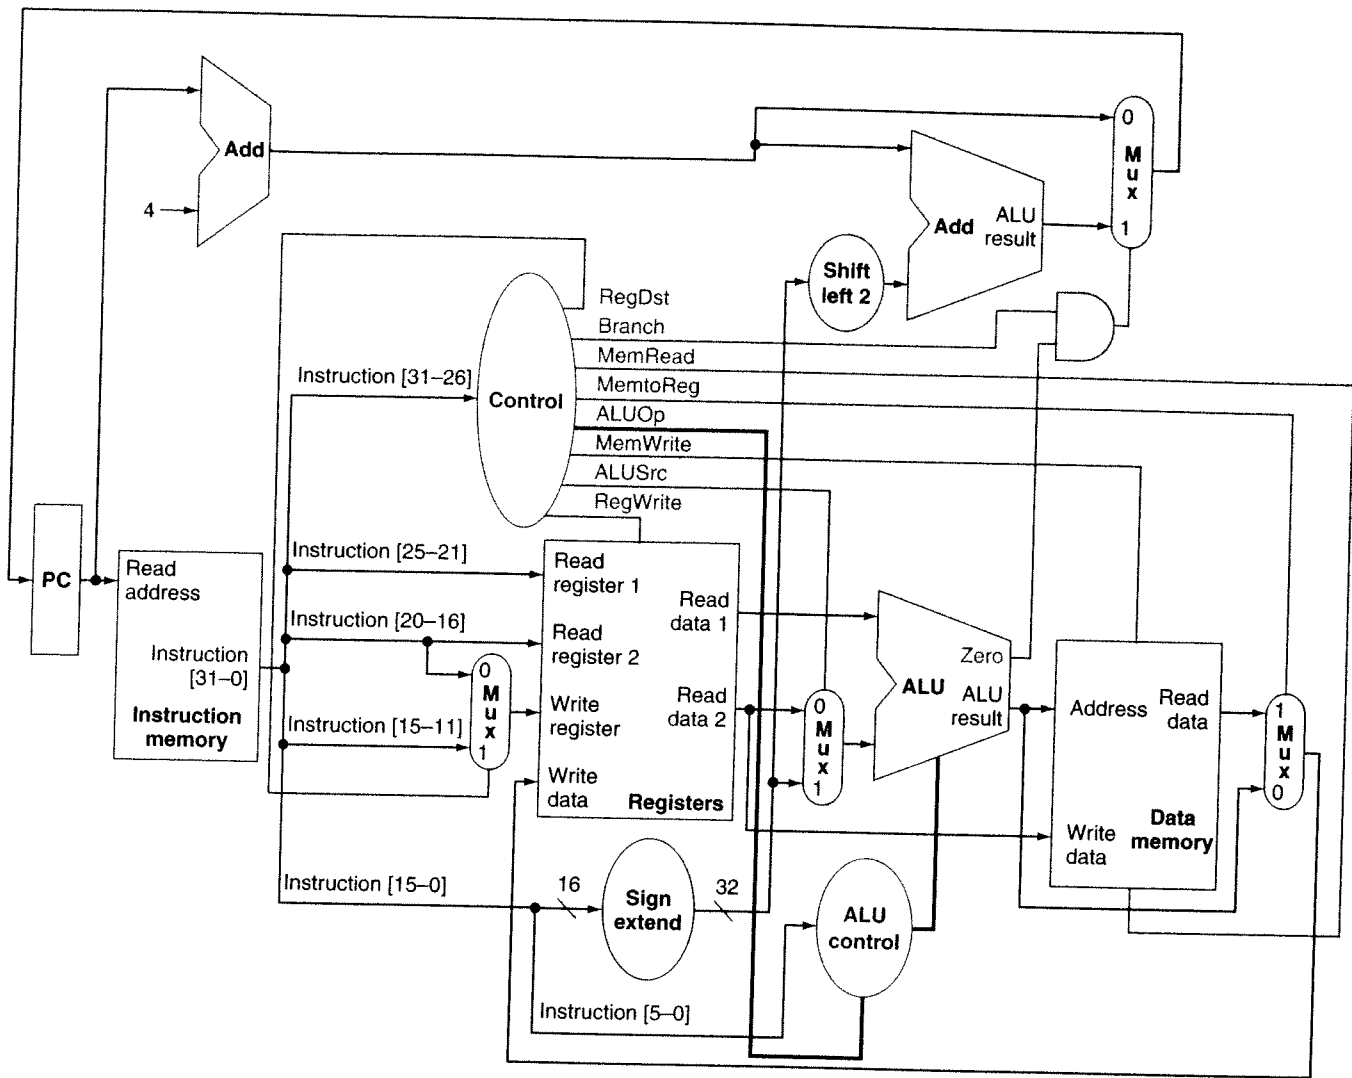 0
M
u
x
1
Add
4
Add
ALU
result
Shift
left 2
RegDst
Branch
MemRead
MemtoReg
ALUOp
MemWrite
ALUSrc
RegWrite
Control
Instruction [31–26]
Instruction [25–21]
Instruction [20–16]
Instruction [15–11]
Instruction [15–0]
Instruction [5–0]
PC
Read
address
Instruction
[31–0]
Instruction
memory
0
M
u
x
1
Read
register 1
Read
register 2
Write
register
Write
data
Read
data 1
Read
data 2
Registers
16
Sign
extend
32
0
M
u
x
1
Zero
ALU
ALU
result
ALU
control
Address
Read
data
Write
data
Data
memory
1
M
u
x
0